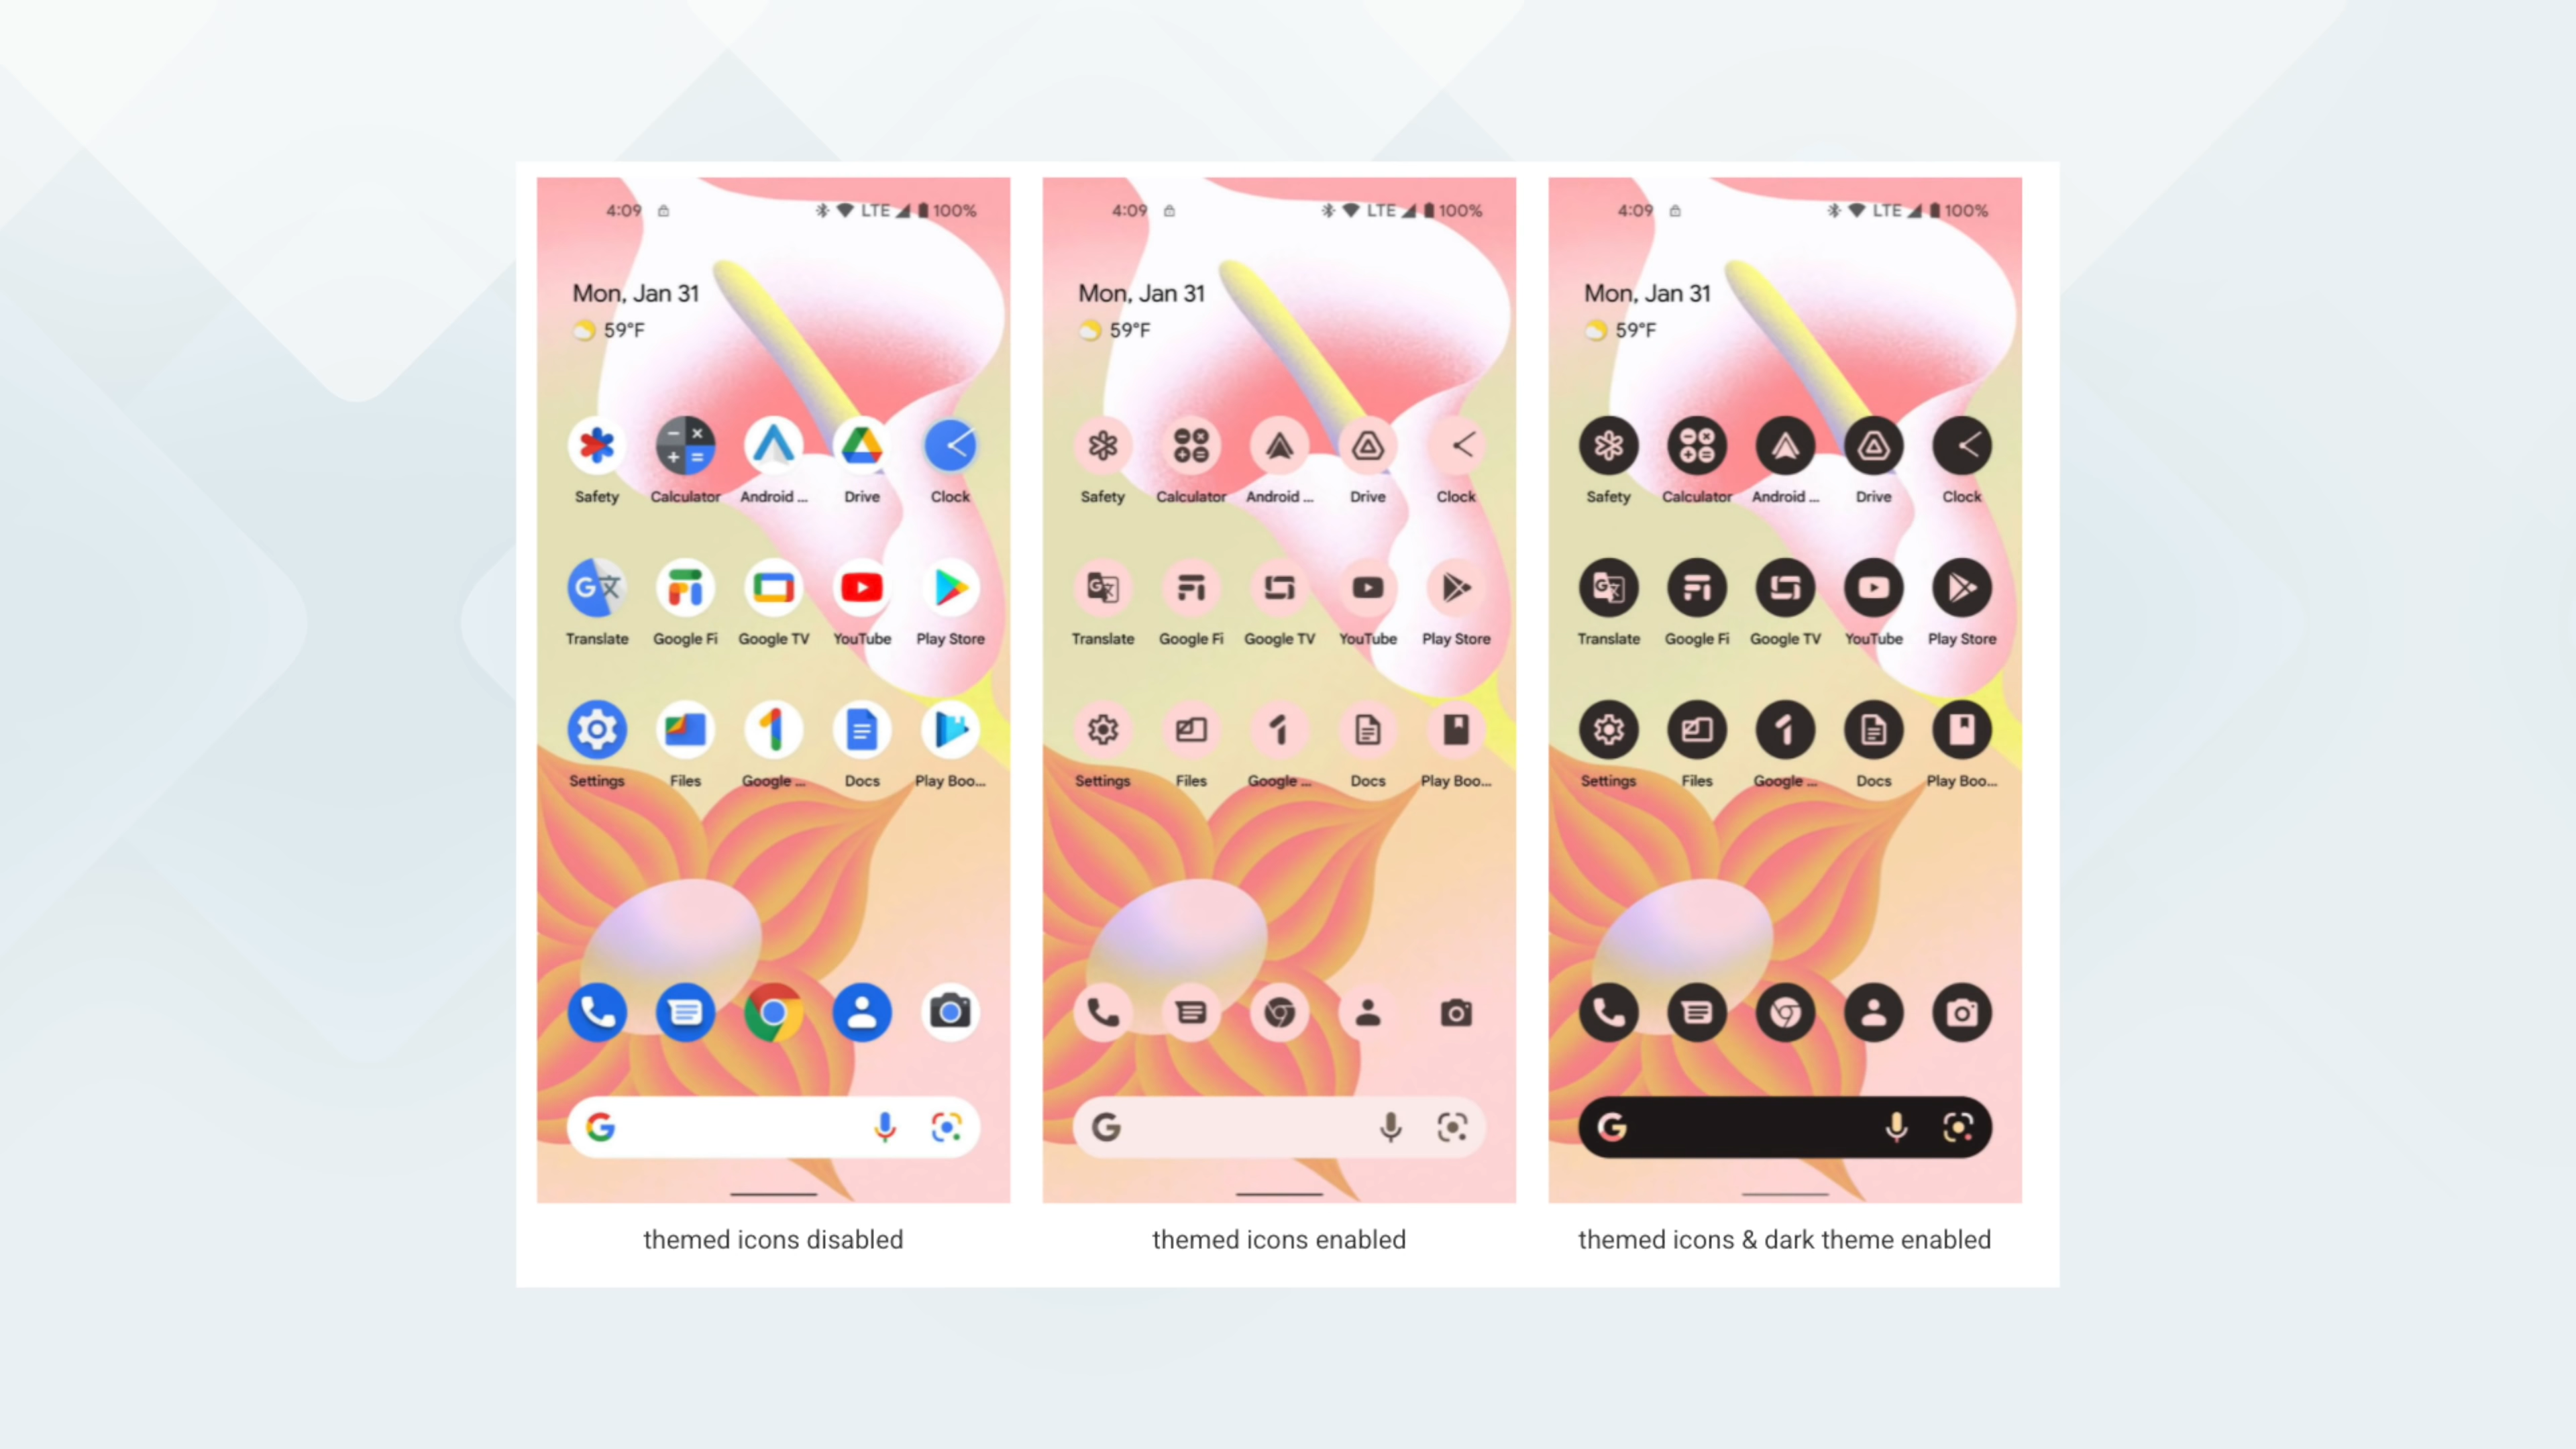 4:09 LTE 100%
Mon, Jan 31
59°F
Safety Calculator Android ... Drive Clock
Translate Google Fi Google TV YouTube Play Store
Settings Files Google ... Docs Play Boo...
themed icons disabled
4:09 LTE 100%
Mon, Jan 31
59°F
Safety Calculator Android ... Drive Clock
Translate Google Fi Google TV YouTube Play Store
Settings Files Google ... Docs Play Boo...
themed icons enabled
4:09 LTE 100%
Mon, Jan 31
59°F
Safety Calculator Android ... Drive Clock
Translate Google Fi Google TV YouTube Play Store
Settings Files Google ... Docs Play Boo...
themed icons & dark theme enabled